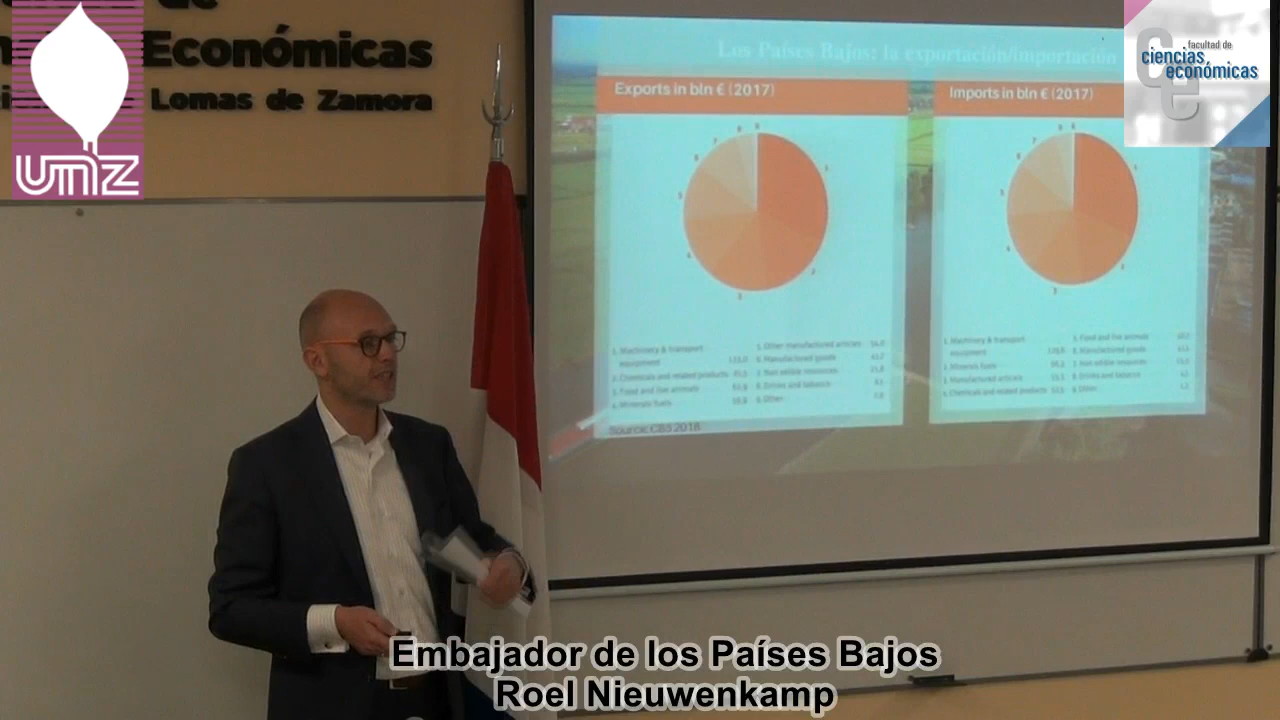 Económicas
Lomas de Zamora
UNLZ
facultad de
ciencias
económicas
Los Países Bajos: la exportación/importación
Exports in bln € (2017)
Imports in bln € (2017)
1. Machinery & transport
equipment
2. Chemicals and related products
3. Food and live animals
4. Minerals fuels
5. Other manufactured articles
6. Manufactured goods
7. Non edible resources
8. Drinks and tobacco
9. Other
1. Machinery & transport
equipment
2. Minerals fuels
3. Manufactured articals
4. Chemicals and related products
5. Food and live animals
6. Manufactured goods
7. Non edible resources
8. Drinks and tabacco
9. Other
Source: CBS 2018
Embajador de los Países Bajos
Roel Nieuwenkamp